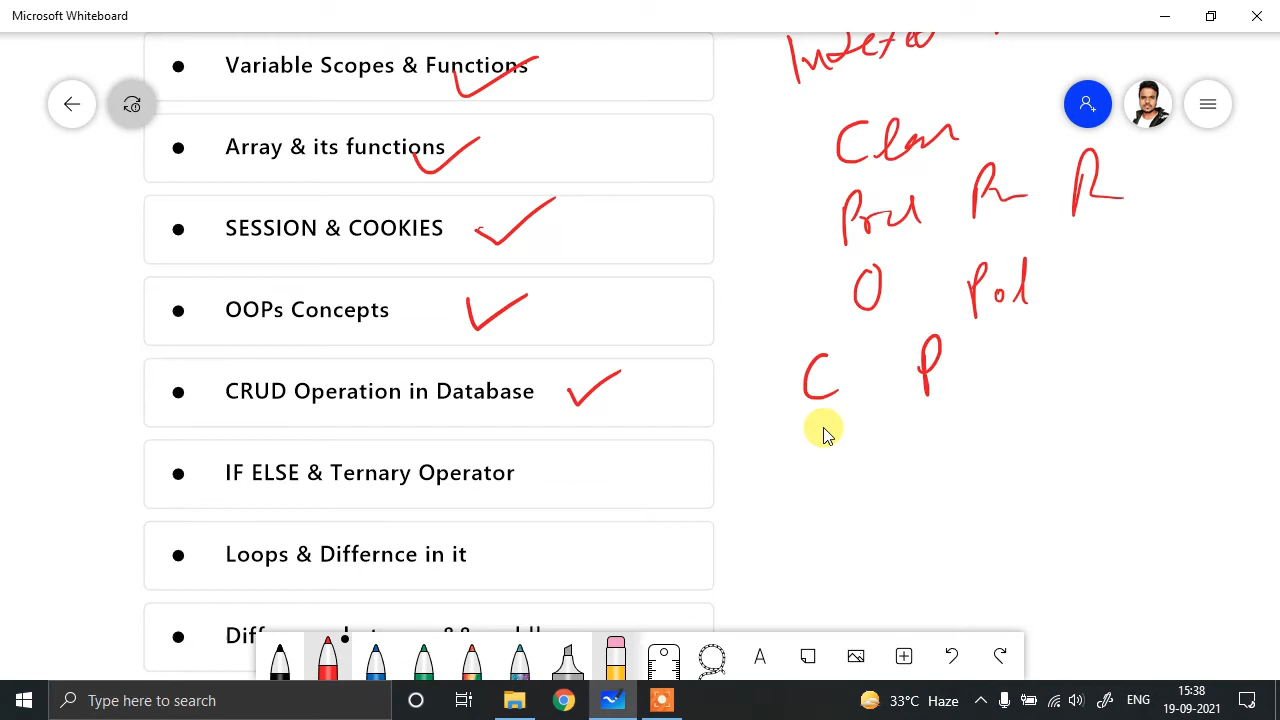 Microsoft Whiteboard
Variable Scopes & Functions
Array & its functions
SESSION & COOKIES
OOPs Concepts
CRUD Operation in Database
IF ELSE & Ternary Operator
Loops & Differnce in it
R
O Pol
C P
A
Type here to search
33°C Haze
ENG
15:38
19-09-2021